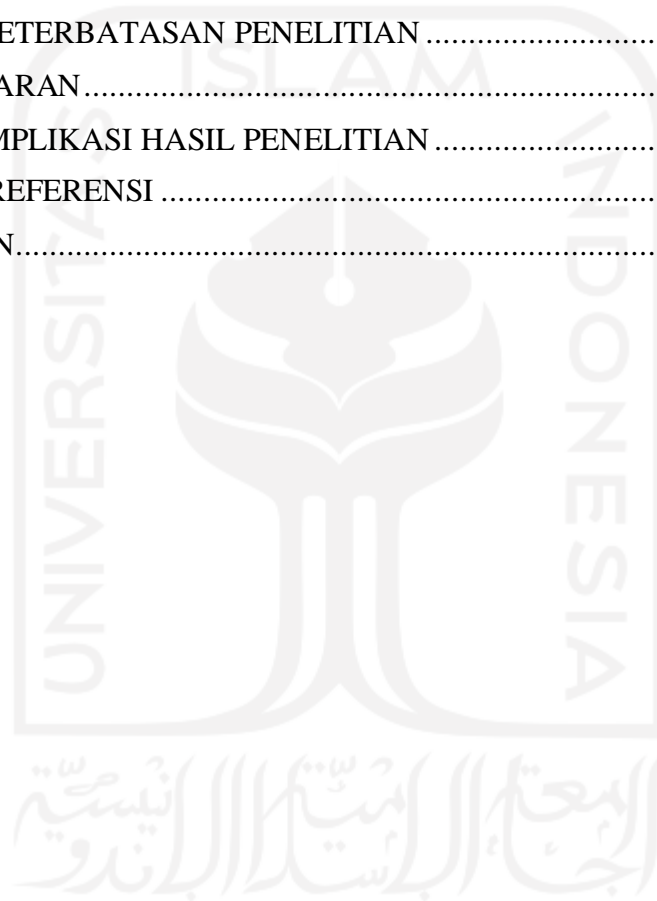 ETERBATASAN PENELITIAN ..............................
ARAN..........................................................................
MPLIKASI HASIL PENELITIAN .............................
REFERENSI ................................................................
N..................................................................................
ISLAM
UNIVERSITAS
INDONESIA